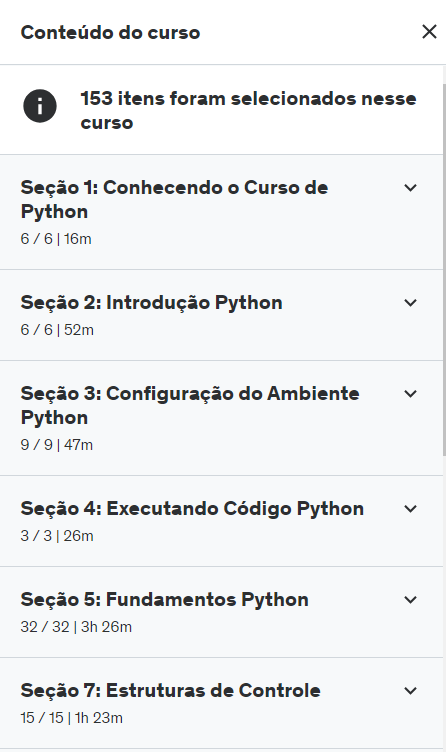 Conteúdo do curso
153 itens foram selecionados nesse
curso
Seção 1: Conhecendo o Curso de
Python
6 / 6 | 16m
Seção 2: Introdução Python
6 / 6 | 52m
Seção 3: Configuração do Ambiente
Python
9 / 9 | 47m
Seção 4: Executando Código Python
3 / 3 | 26m
Seção 5: Fundamentos Python
32 / 32 | 3h 26m
Seção 7: Estruturas de Controle
15 / 15 | 1h 23m